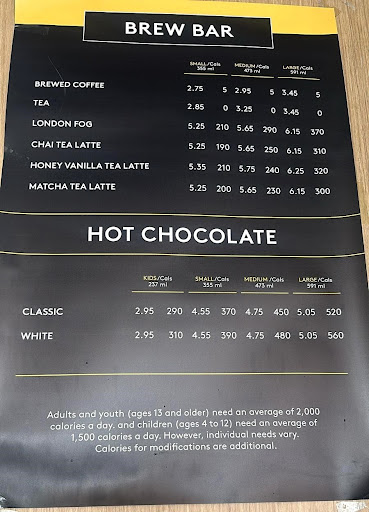 BREW BAR
SMALL/Cals MEDIUM/Cals LARGE/Cals
355 ml 473 ml 591 ml
BREWED COFFEE 2.75 5 2.95 5 3.45 5
TEA 2.85 0 3.25 0 3.45 0
LONDON FOG 5.25 210 5.65 290 6.15 370
CHAI TEA LATTE 5.25 190 5.65 250 6.15 310
HONEY VANILLA TEA LATTE 5.35 210 5.75 240 6.25 320
MATCHA TEA LATTE 5.25 200 5.65 230 6.15 300
HOT CHOCOLATE
KIDS/Cals SMALL/Cals MEDIUM/Cals LARGE/Cals
237 ml 355 ml 473 ml 591 ml
CLASSIC 2.95 290 4.55 370 4.75 450 5.05 520
WHITE 2.95 310 4.55 390 4.75 480 5.05 560
Adults and youth (ages 13 and older) need an average of 2,000
calories a day, and children (ages 4 to 12) need an average of
1,500 calories a day. However, individual needs vary.
Calories for modifications are additional.